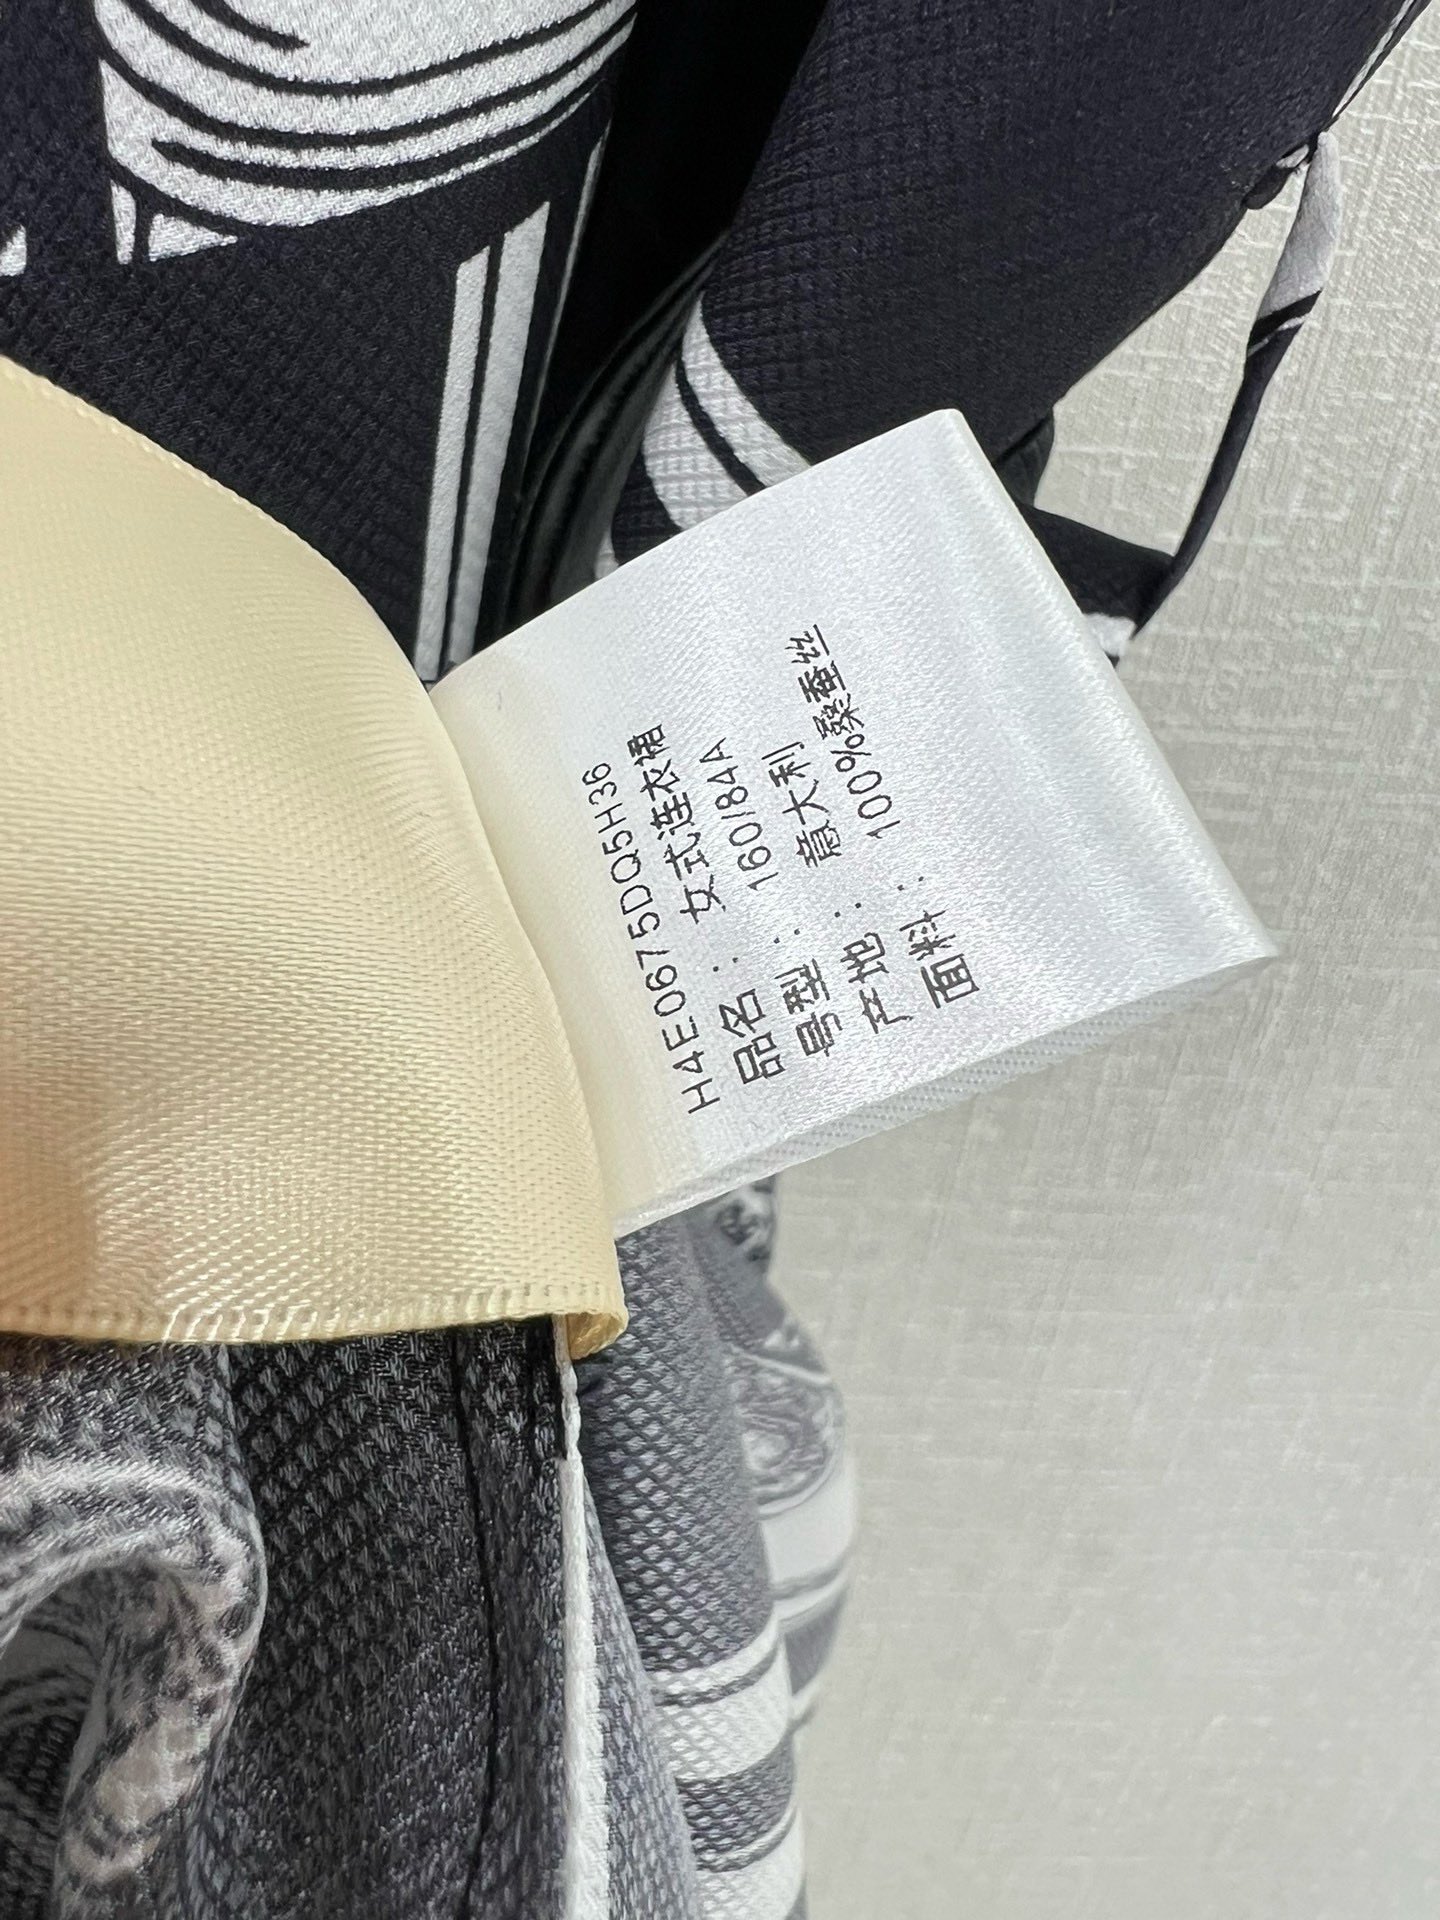 H4E0675DQ5H36
品名： 女式连衣裙
号型： 160/84A
产地： 意大利
面料： 100%桑蚕丝